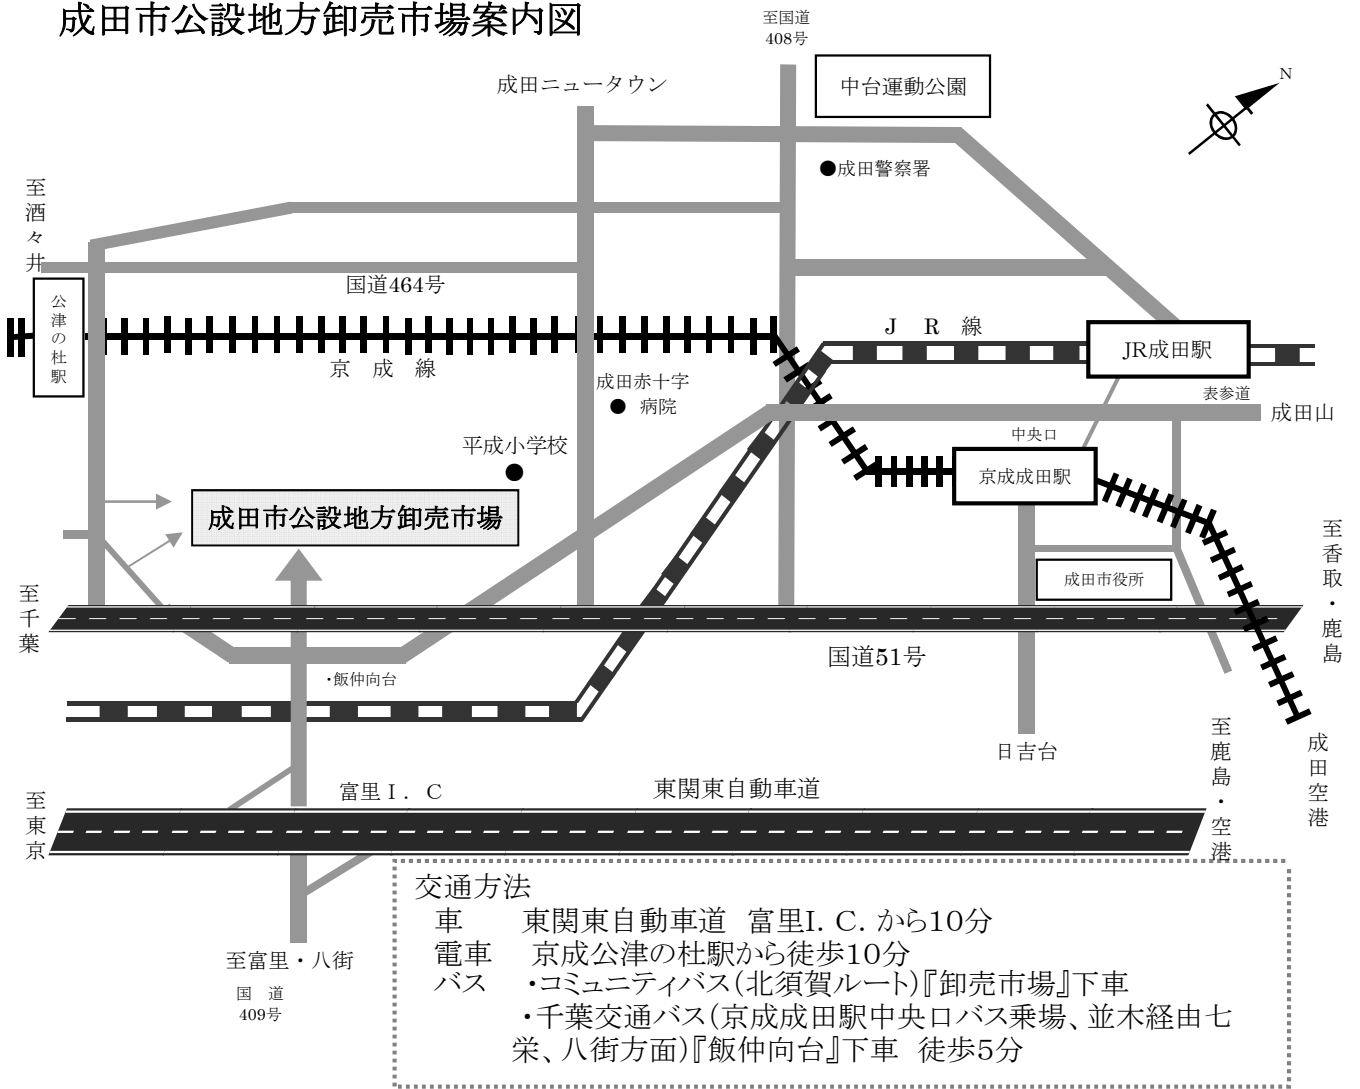 成田市公設地方卸売市場案内図
至国道
408号
成田ニュータウン
中台運動公園
N
●成田警察署
至酒々井
国道464号
公津の杜駅
京 成 線
J R 線
JR成田駅
成田赤十字
● 病院
表参道
成田山
平成小学校
中央口
京成成田駅
成田市公設地方卸売市場
至香取・鹿島
成田市役所
至千葉
国道51号
・飯仲向台
日吉台
至鹿島・空港
成田空港
富里I．C
東関東自動車道
至東京
交通方法
車 東関東自動車道 富里I. C. から10分
電車 京成公津の杜駅から徒歩10分
バス ・コミュニティバス(北須賀ルート)『卸売市場』下車
・千葉交通バス(京成成田駅中央口バス乗場、並木経由七
栄、八街方面)『飯仲向台』下車 徒歩5分
至富里・八街
国 道
409号